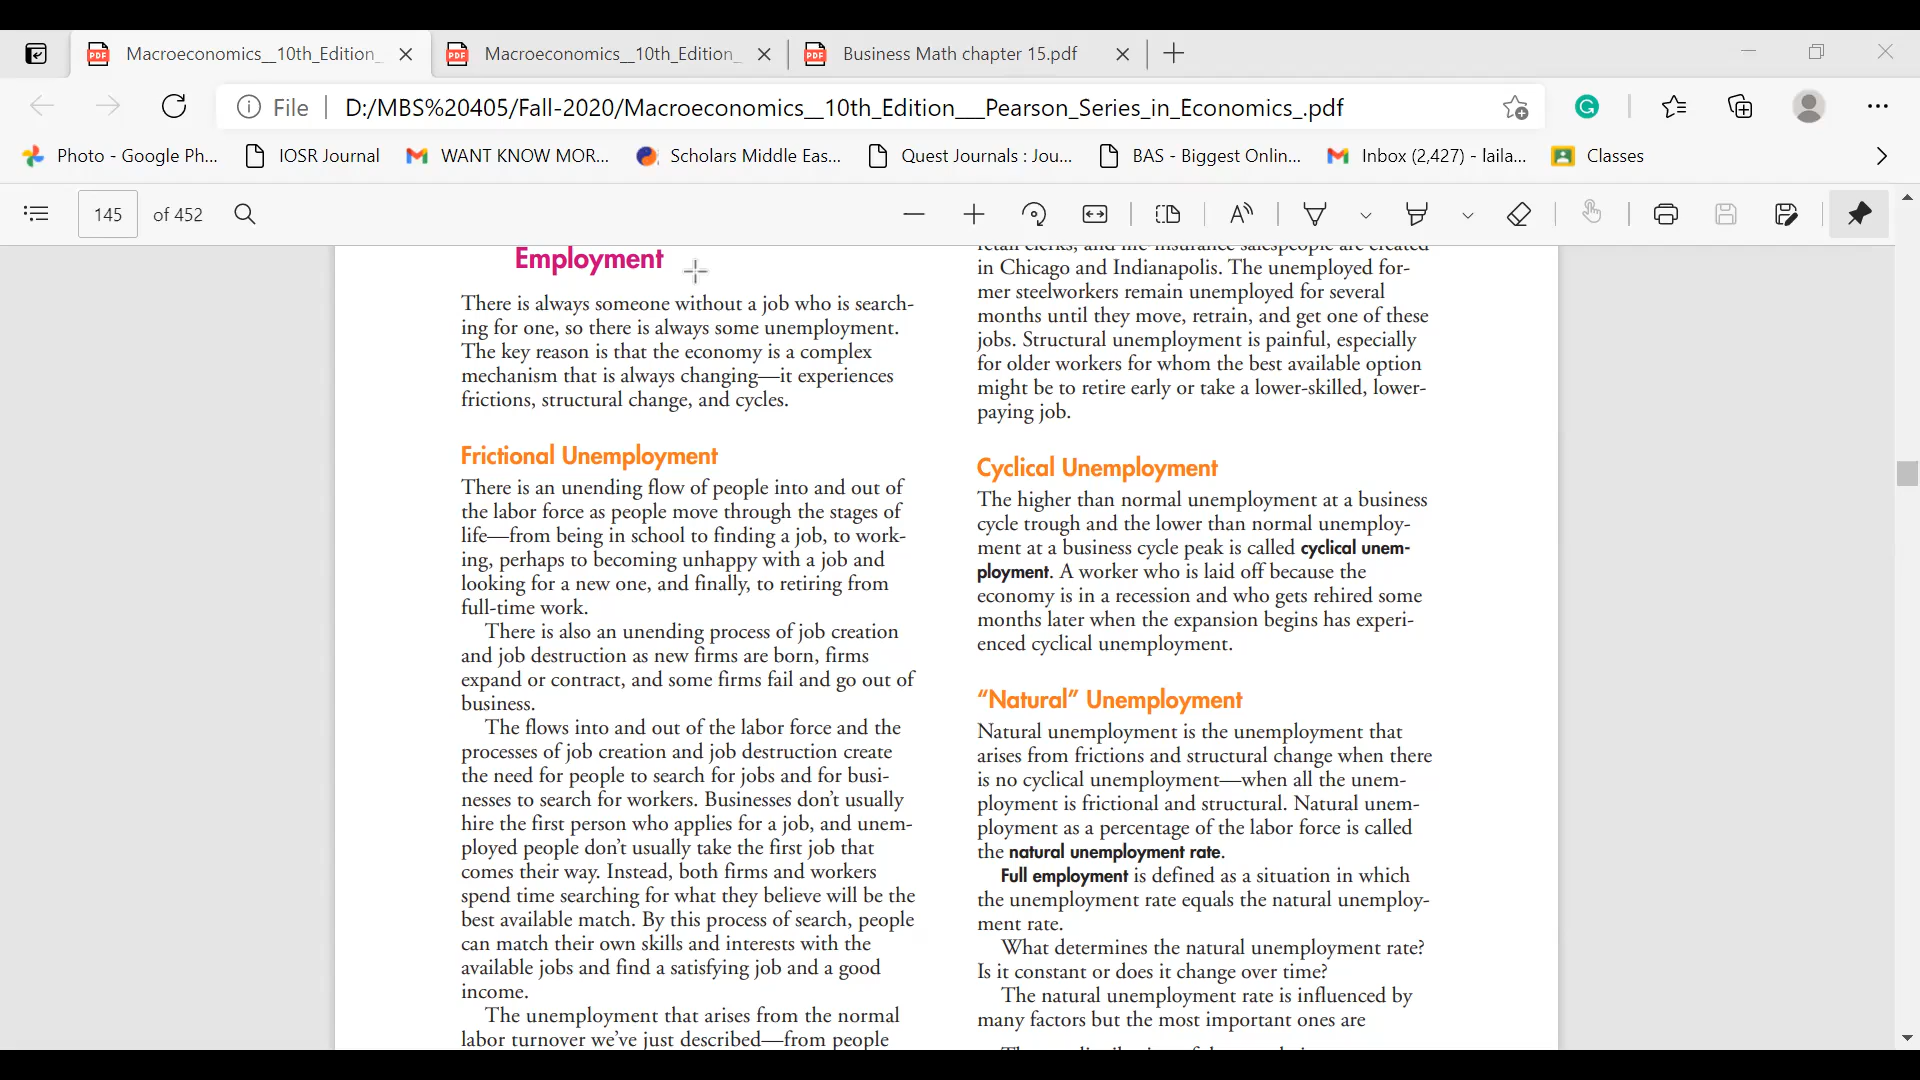 Macroeconomics__10th_Edition_
Macroeconomics__10th_Edition_
Business Math chapter 15.pdf
File
D:/MBS%20405/Fall-2020/Macroeconomics__10th_Edition___Pearson_Series_in_Economics_.pdf
Photo - Google Ph...
IOSR Journal
WANT KNOW MOR...
Scholars Middle Eas...
Quest Journals : Jou...
BAS - Biggest Onlin...
Inbox (2,427) - laila...
Classes
145 of 452
Employment
There is always someone without a job who is search-
ing for one, so there is always some unemployment.
The key reason is that the economy is a complex
mechanism that is always changing—it experiences
frictions, structural change, and cycles.
Frictional Unemployment
There is an unending flow of people into and out of
the labor force as people move through the stages of
life—from being in school to finding a job, to work-
ing, perhaps to becoming unhappy with a job and
looking for a new one, and finally, to retiring from
full-time work.
There is also an unending process of job creation
and job destruction as new firms are born, firms
expand or contract, and some firms fail and go out of
business.
The flows into and out of the labor force and the
processes of job creation and job destruction create
the need for people to search for jobs and for busi-
nesses to search for workers. Businesses don't usually
hire the first person who applies for a job, and unem-
ployed people don't usually take the first job that
comes their way. Instead, both firms and workers
spend time searching for what they believe will be the
best available match. By this process of search, people
can match their own skills and interests with the
available jobs and find a satisfying job and a good
income.
The unemployment that arises from the normal
labor turnover we've just described—from people
retail clerks, and life insurance salespeople are created
in Chicago and Indianapolis. The unemployed for-
mer steelworkers remain unemployed for several
months until they move, retrain, and get one of these
jobs. Structural unemployment is painful, especially
for older workers for whom the best available option
might be to retire early or take a lower-skilled, lower-
paying job.
Cyclical Unemployment
The higher than normal unemployment at a business
cycle trough and the lower than normal unemploy-
ment at a business cycle peak is called cyclical unem-
ployment. A worker who is laid off because the
economy is in a recession and who gets rehired some
months later when the expansion begins has experi-
enced cyclical unemployment.
"Natural" Unemployment
Natural unemployment is the unemployment that
arises from frictions and structural change when there
is no cyclical unemployment—when all the unem-
ployment is frictional and structural. Natural unem-
ployment as a percentage of the labor force is called
the natural unemployment rate.
Full employment is defined as a situation in which
the unemployment rate equals the natural unemploy-
ment rate.
What determines the natural unemployment rate?
Is it constant or does it change over time?
The natural unemployment rate is influenced by
many factors but the most important ones are